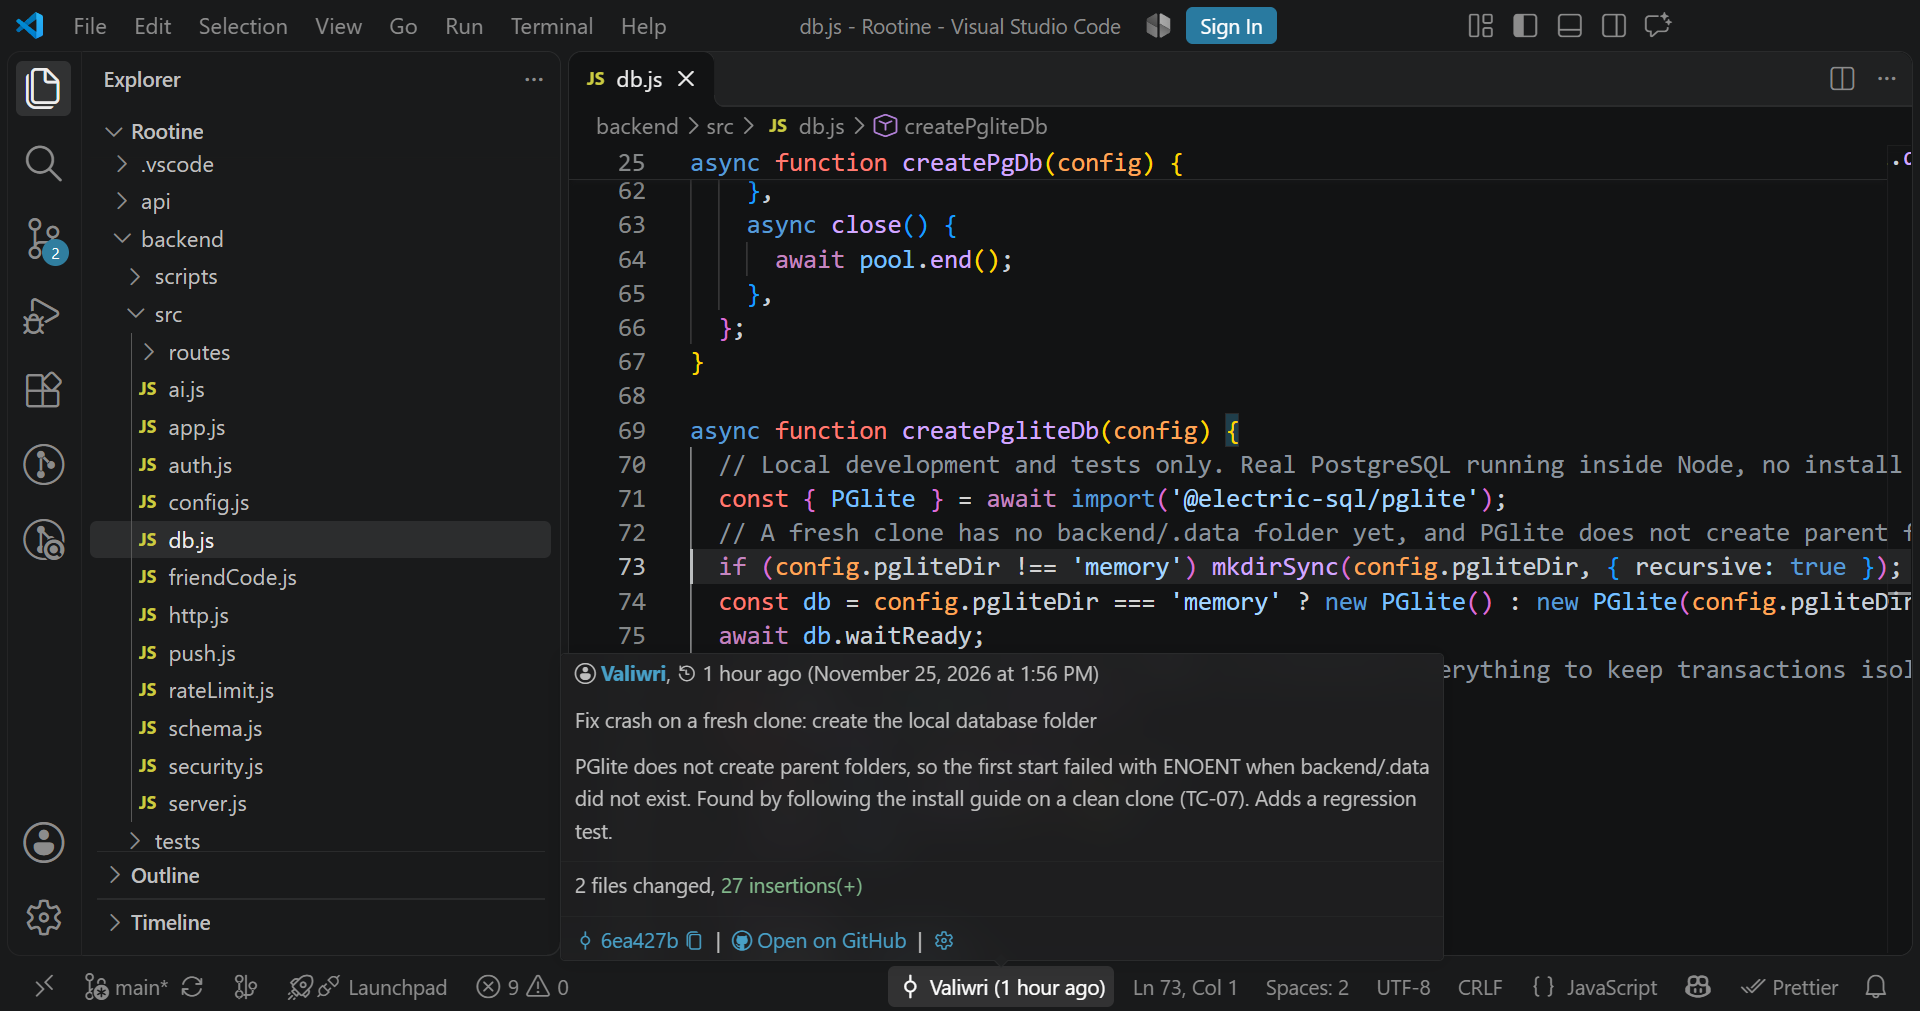 File Edit Selection View Go Run Terminal Help
db.js - Rootine - Visual Studio Code
Sign In
Explorer
Rootine
.vscode
api
backend
scripts
src
routes
JS ai.js
JS app.js
JS auth.js
JS config.js
JS db.js
JS friendCode.js
JS http.js
JS push.js
JS rateLimit.js
JS schema.js
JS security.js
JS server.js
tests
Outline
Timeline
2
JS db.js
backend > src > JS db.js > createPgliteDb
25 async function createPgDb(config) {
62 },
63 async close() {
64 await pool.end();
65 },
66 };
67 }
68
69 async function createPgliteDb(config) {
70 // Local development and tests only. Real PostgreSQL running inside Node, no install
71 const { PGlite } = await import('@electric-sql/pglite');
72 // A fresh clone has no backend/.data folder yet, and PGlite does not create parent f
73 if (config.pgliteDir !== 'memory') mkdirSync(config.pgliteDir, { recursive: true });
74 const db = config.pgliteDir === 'memory' ? new PGlite() : new PGlite(config.pgliteDir
75 await db.waitReady;
erything to keep transactions isol
Valiwri, 1 hour ago (November 25, 2026 at 1:56 PM)
Fix crash on a fresh clone: create the local database folder
PGlite does not create parent folders, so the first start failed with ENOENT when backend/.data
did not exist. Found by following the install guide on a clean clone (TC-07). Adds a regression
test.
2 files changed, 27 insertions(+)
6ea427b | Open on GitHub |
main* Launchpad 9 0 Valiwri (1 hour ago) Ln 73, Col 1 Spaces: 2 UTF-8 CRLF {} JavaScript Prettier